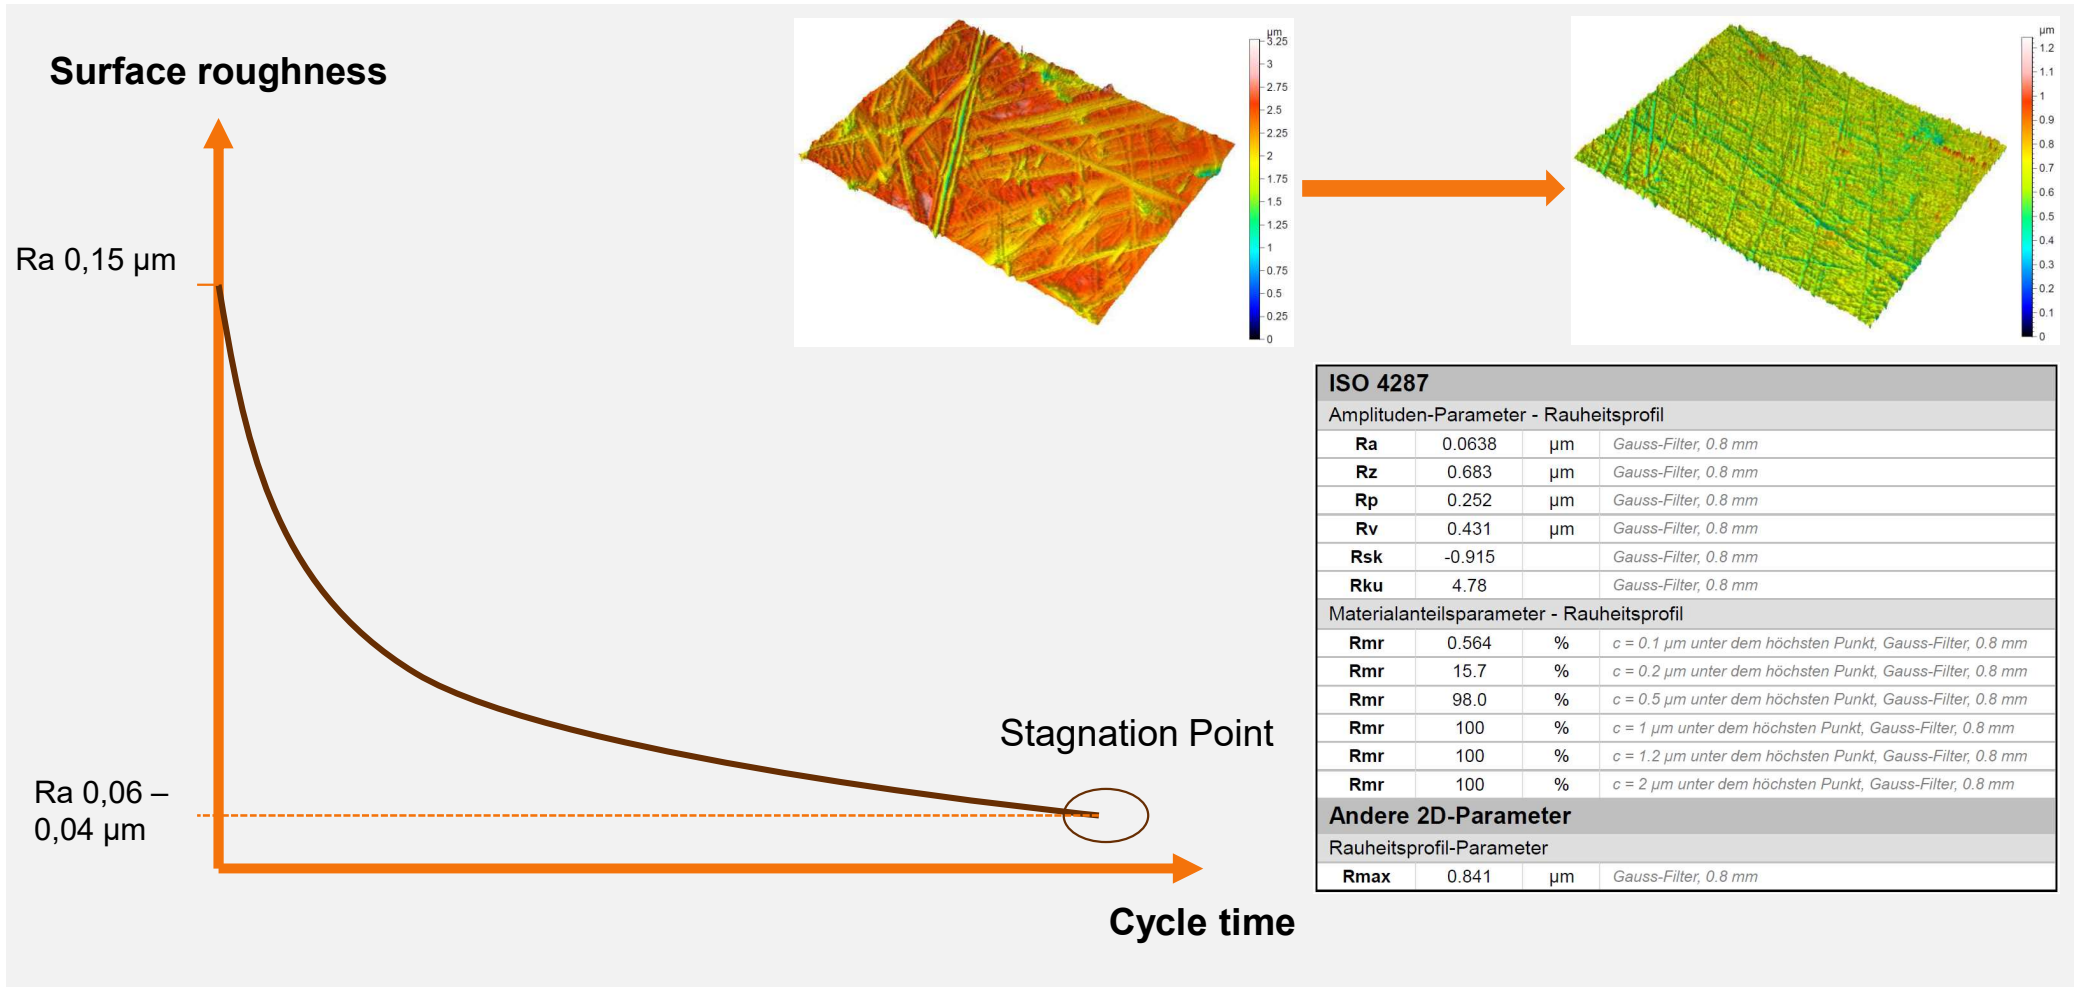 Surface roughness
Ra 0,15 µm
Ra 0,06 –
0,04 µm
Stagnation Point
Cycle time
µm
3.25
3
2.75
2.5
2.25
2
1.75
1.5
1.25
1
0.75
0.5
0.25
0
µm
1.2
1.1
1
0.9
0.8
0.7
0.6
0.5
0.4
0.3
0.2
0.1
0
ISO 4287
Amplituden-Parameter - Rauheitsprofil
Ra 0.0638 µm Gauss-Filter, 0.8 mm
Rz 0.683 µm Gauss-Filter, 0.8 mm
Rp 0.252 µm Gauss-Filter, 0.8 mm
Rv 0.431 µm Gauss-Filter, 0.8 mm
Rsk -0.915 Gauss-Filter, 0.8 mm
Rku 4.78 Gauss-Filter, 0.8 mm
Materialanteilsparameter - Rauheitsprofil
Rmr 0.564 % c = 0.1 µm unter dem höchsten Punkt, Gauss-Filter, 0.8 mm
Rmr 15.7 % c = 0.2 µm unter dem höchsten Punkt, Gauss-Filter, 0.8 mm
Rmr 98.0 % c = 0.5 µm unter dem höchsten Punkt, Gauss-Filter, 0.8 mm
Rmr 100 % c = 1 µm unter dem höchsten Punkt, Gauss-Filter, 0.8 mm
Rmr 100 % c = 1.2 µm unter dem höchsten Punkt, Gauss-Filter, 0.8 mm
Rmr 100 % c = 2 µm unter dem höchsten Punkt, Gauss-Filter, 0.8 mm
Andere 2D-Parameter
Rauheitsprofil-Parameter
Rmax 0.841 µm Gauss-Filter, 0.8 mm